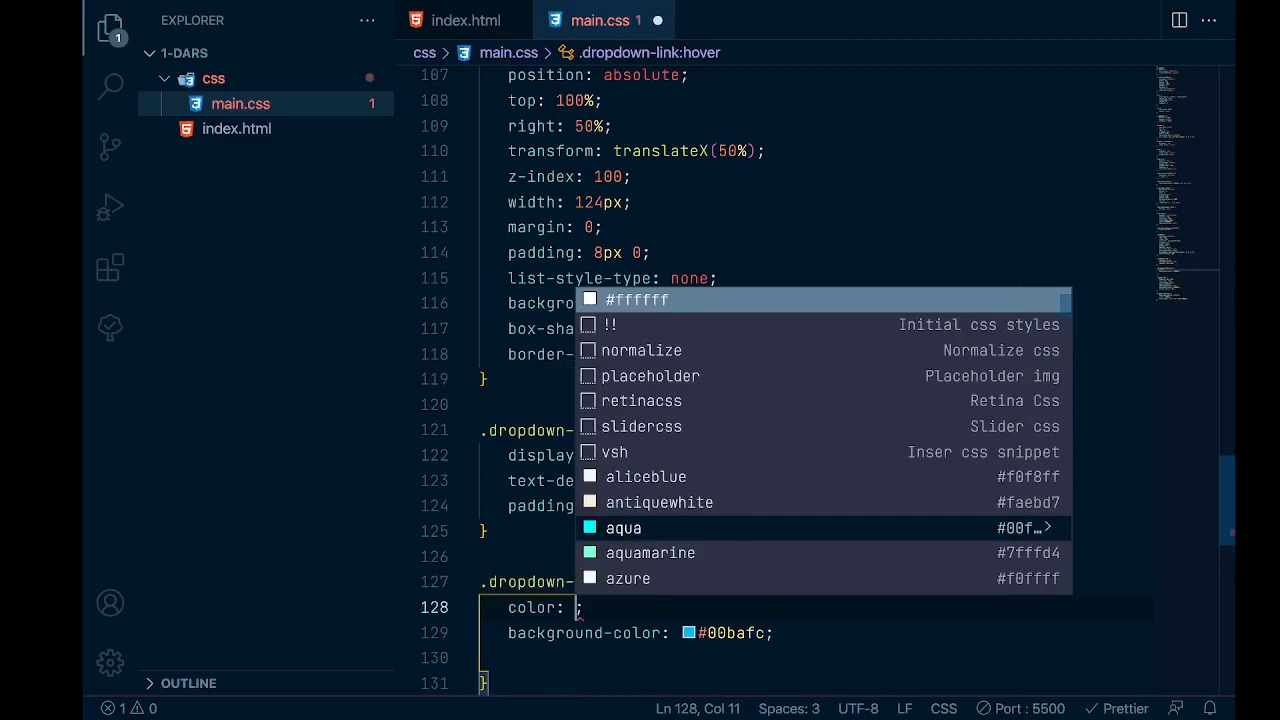 EXPLORER
index.html
main.css 1
1
1-DARS
css > main.css > .dropdown-link:hover
css
main.css 1
index.html
107 position: absolute;
108 top: 100%;
109 right: 50%;
110 transform: translateX(50%);
111 z-index: 100;
112 width: 124px;
113 margin: 0;
114 padding: 8px 0;
115 list-style-type: none;
116 backgro
117 box-sha
118 border-
119 }
120
121 .dropdown-
122 display
123 text-de
124 padding
125 }
126
127 .dropdown-
128 color: ;
129 background-color: #00bafc;
130
131 }
#ffffff
!! Initial css styles
normalize Normalize css
placeholder Placeholder img
retinacss Retina Css
slidercss Slider css
vsh Inser css snippet
aliceblue #f0f8ff
antiquewhite #faebd7
aqua #00f…>
aquamarine #7fffd4
azure #f0ffff
OUTLINE
1 0
Ln 128, Col 11
Spaces: 3
UTF-8
LF
CSS
Port : 5500
Prettier